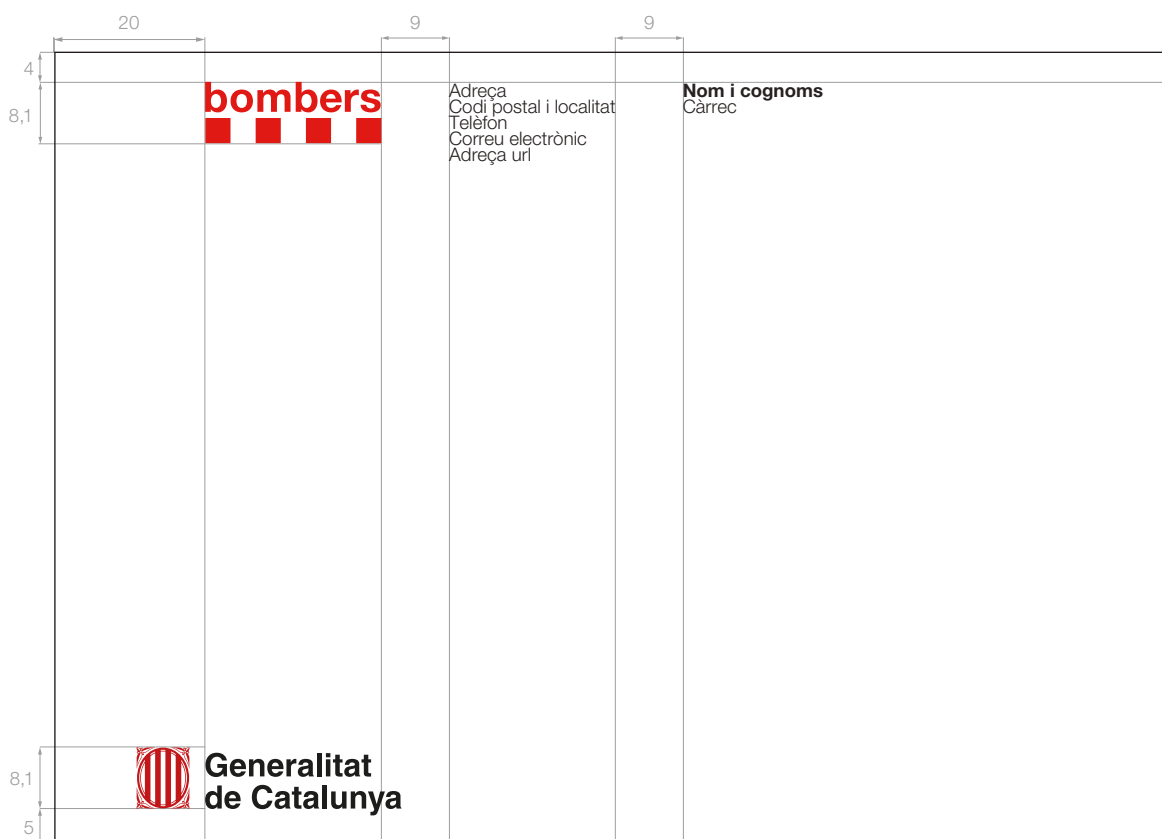 20
9
9
4
8,1
bombers
Adreça
Codi postal i localitat
Telèfon
Correu electrònic
Adreça url
Nom i cognoms
Càrrec
8,1
Generalitat
de Catalunya
5